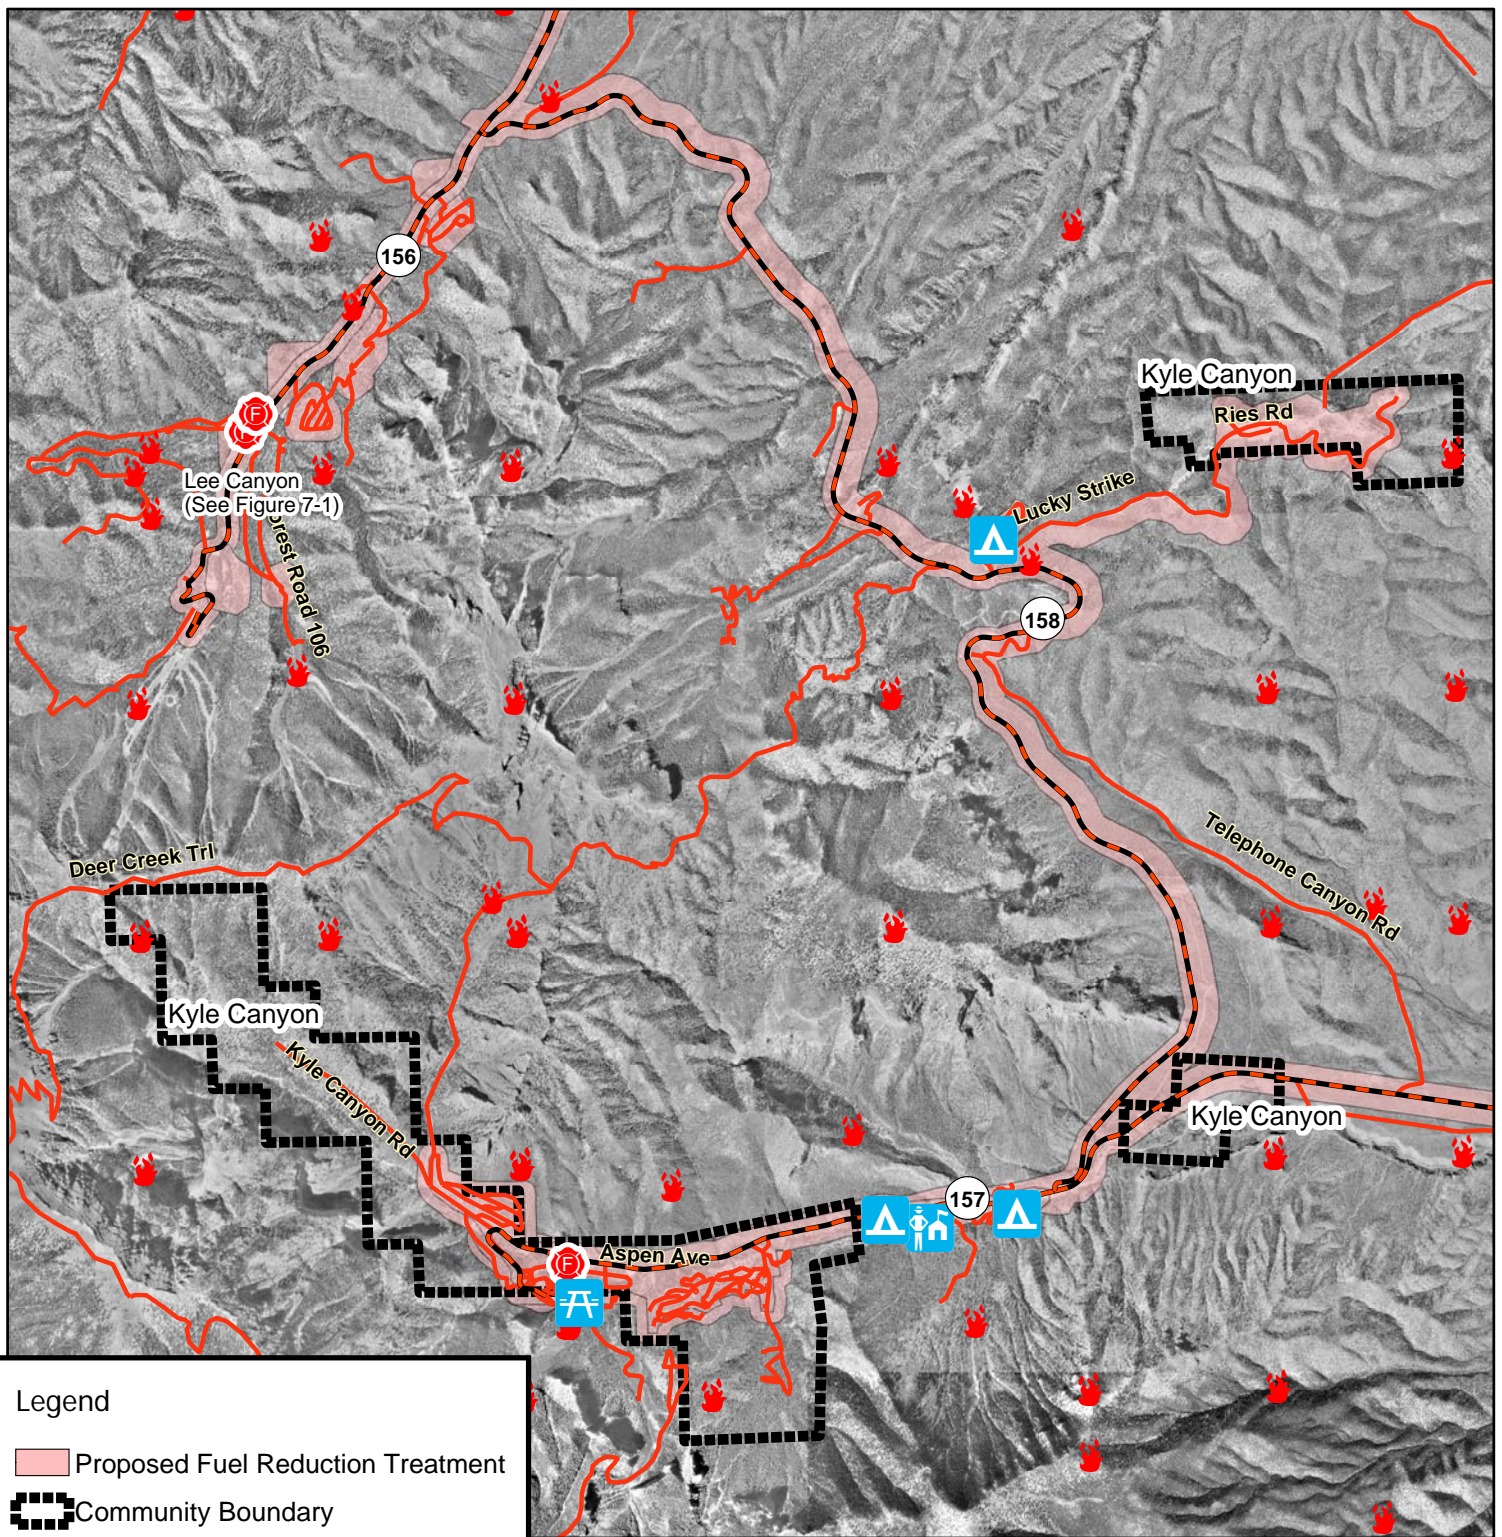 156
Kyle Canyon
Ries Rd
Lee Canyon
(See Figure 7-1)
Lucky Strike
orest Road 106
158
Telephone Canyon Rd
Deer Creek Trl
Kyle Canyon
Kyle Canyon Rd
Kyle Canyon
157
Aspen Ave
F
F
Legend
Proposed Fuel Reduction Treatment
Community Boundary